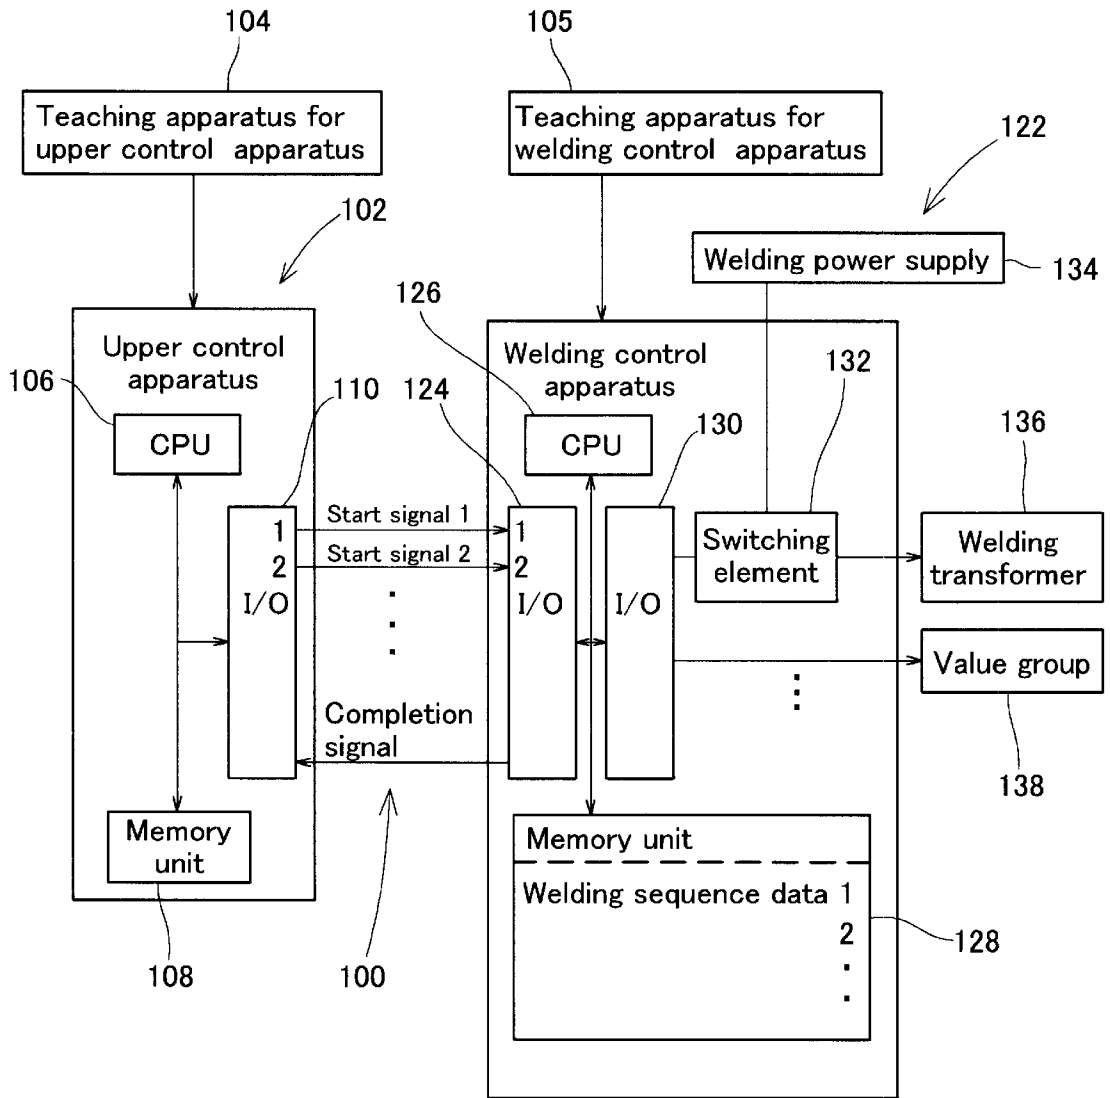 104
105
Teaching apparatus for
upper control apparatus
Teaching apparatus for
welding control apparatus
122
102
Welding power supply
134
126
Upper control
apparatus
Welding control
apparatus
106
110
124
132
130
136
CPU
CPU
1
Start signal 1
1
2
Start signal 2
2
I/O
I/O
I/O
Switching
element
Welding
transformer
Value group
Completion
signal
138
Memory
unit
Memory unit
Welding sequence data 1
2
128
108
100